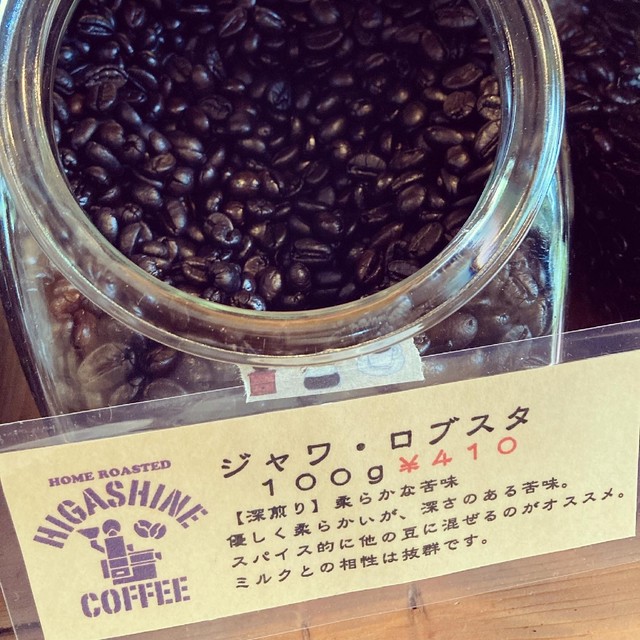 HOME ROASTED
HIGASHINE
COFFEE
ジャワ・ロブスタ
１００ｇ ¥４１０
【深煎り】柔らかな苦味
優しく柔らかいが、深さのある苦味。
スパイス的に他の豆に混ぜるのがオススメ。
ミルクとの相性は抜群です。